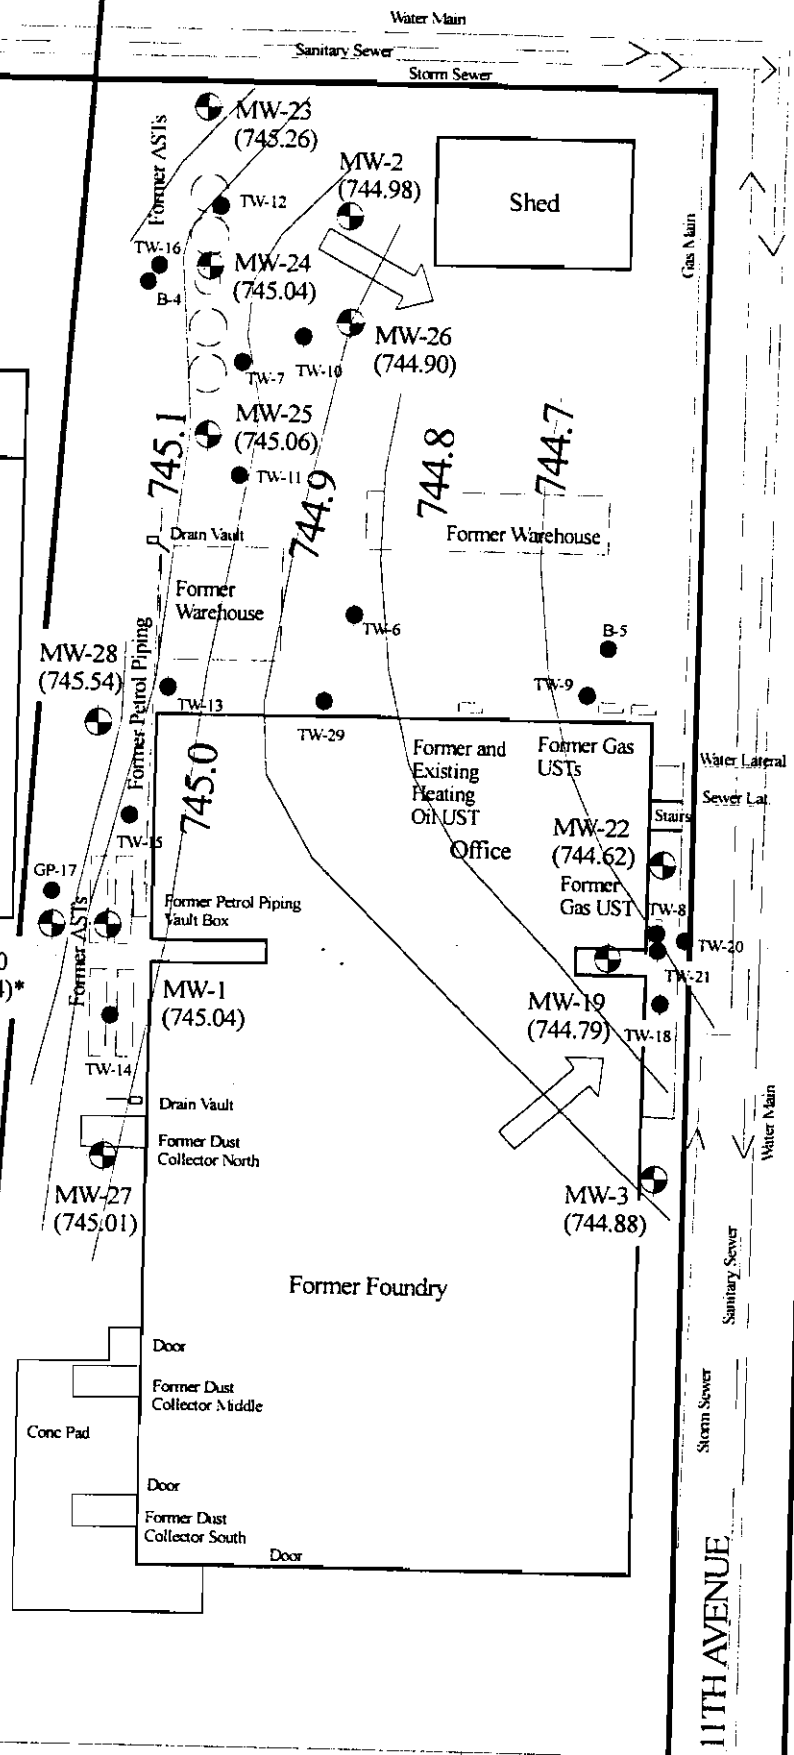 Water Main
Sanitary Sewer
Storm Sewer
MW-23
(745.26)
Former ASTs
MW-2
(744.98)
Shed
TW-12
TW-16
B-4
MW-24
(745.04)
Gas Main
MW-26
(744.90)
TW-7
TW-10
MW-25
(745.06)
745.1
TW-11
744.9
744.8
744.7
Drain Vault
Former Warehouse
Former
Warehouse
TW-6
B-5
MW-28
(745.54)
Former Petrol Piping
TW-13
TW-29
TW-9
745.0
Former and
Existing
Heating
Oil UST
Former Gas
USTs
Water Lateral
Sewer Lat.
Stairs
Office
MW-22
(744.62)
TW-15
GP-17
Former ASTs
Former Petrol Piping
Vault Box
Former
Gas UST
TW-8
TW-20
TW-21
0
4)*
MW-1
(745.04)
MW-19
(744.79)
TW-18
TW-14
Drain Vault
Former Dust
Collector North
Water Main
MW-27
(745.01)
MW-3
(744.88)
Sanitary Sewer
Former Foundry
Door
Former Dust
Collector Middle
Conc Pad
Storm Sewer
Door
Former Dust
Collector South
Door
11TH AVENUE